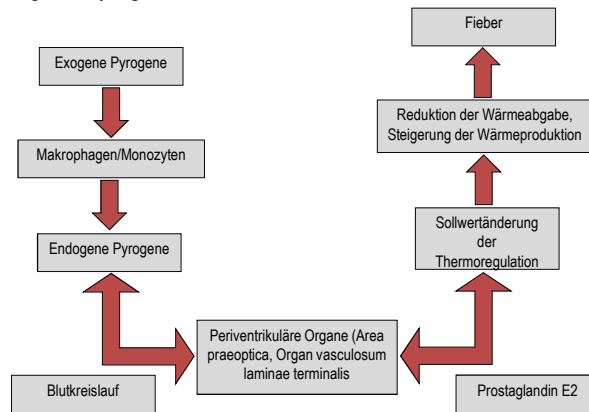 Fieber
Exogene Pyrogene
Reduktion der Wärmeabgabe,
Steigerung der Wärmeproduktion
Makrophagen/Monozyten
Sollwertänderung
der
Thermoregulation
Endogene Pyrogene
Periventrikuläre Organe (Area
praeoptica, Organ vasculosum
laminae terminalis
Blutkreislauf
Prostaglandin E2